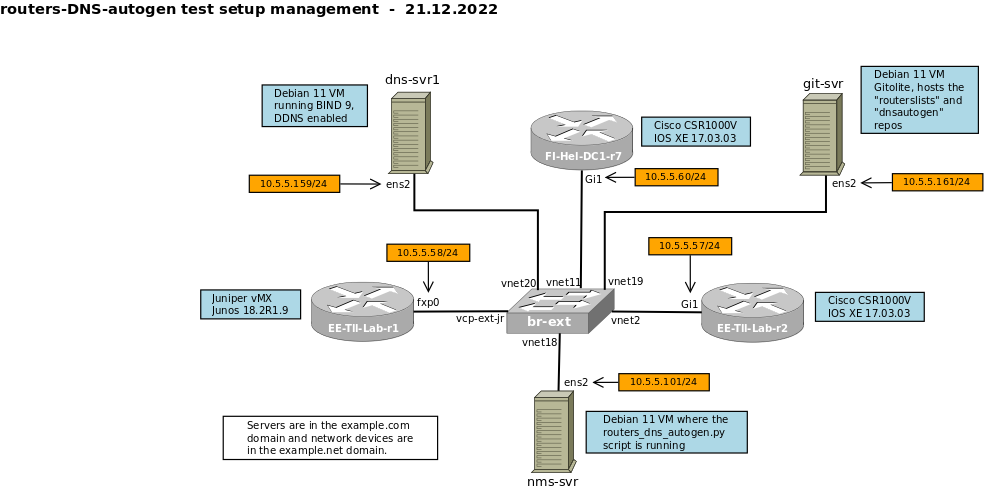 routers-DNS-autogen test setup management - 21.12.2022
dns-svr1
Debian 11 VM
running BIND 9,
DDNS enabled
10.5.5.159/24
ens2
FI-Hel-DC1-r7
Cisco CSR1000V
IOS XE 17.03.03
Gi1
10.5.5.60/24
git-svr
Debian 11 VM
Gitolite, hosts the
"routerslists" and
"dnsautogen"
repos
ens2
10.5.5.161/24
10.5.5.58/24
10.5.5.57/24
Juniper vMX
Junos 18.2R1.9
EE-Tll-Lab-r1
fxp0
vcp-ext-jr
vnet20
vnet11
vnet19
br-ext
vnet2
vnet18
Gi1
EE-Tll-Lab-r2
Cisco CSR1000V
IOS XE 17.03.03
ens2
10.5.5.101/24
Debian 11 VM where the
routers_dns_autogen.py
script is running
nms-svr
Servers are in the example.com
domain and network devices are
in the example.net domain.